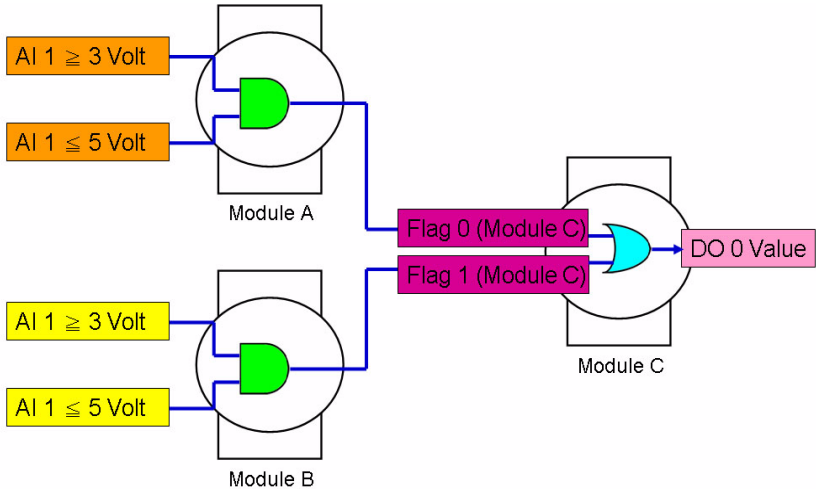 AI 1 ≧ 3 Volt
AI 1 ≦ 5 Volt
Module A
Flag 0 (Module C)
Flag 1 (Module C)
DO 0 Value
Module C
AI 1 ≧ 3 Volt
AI 1 ≦ 5 Volt
Module B